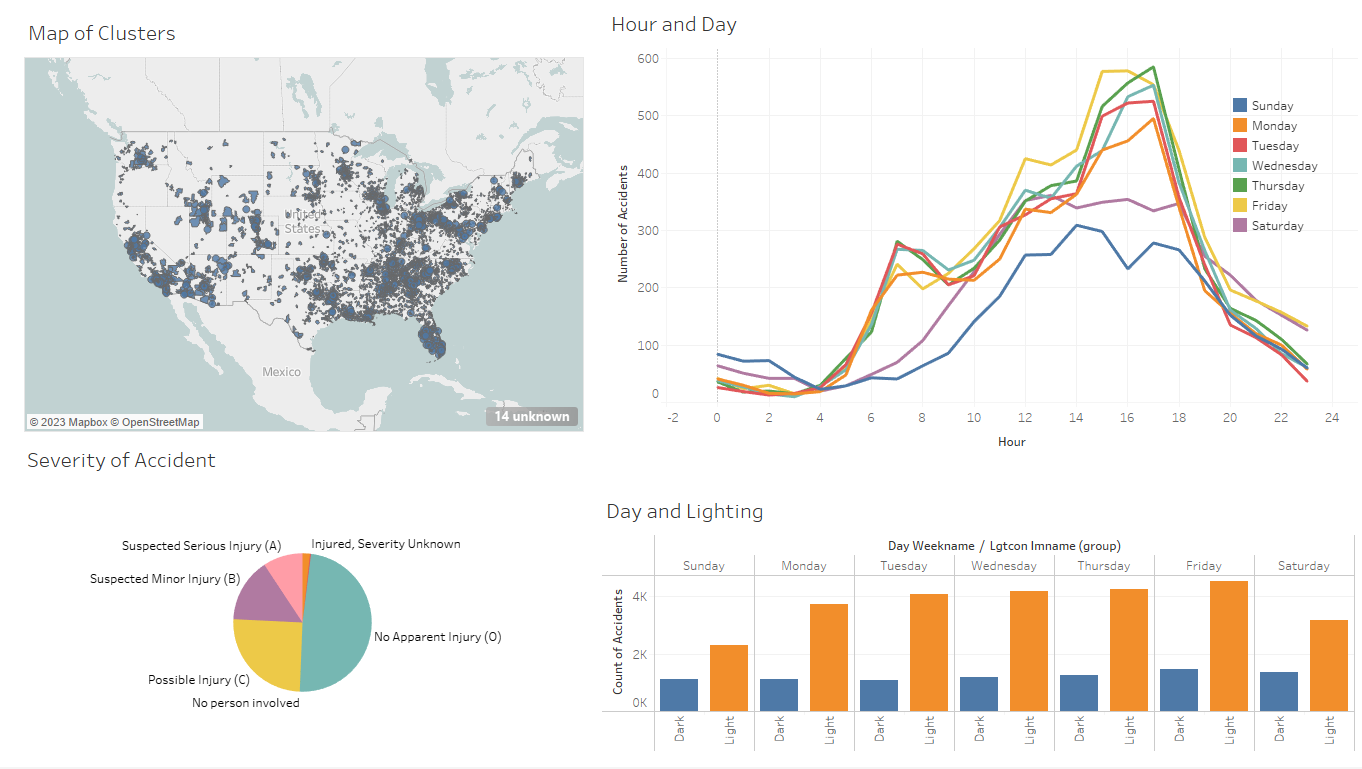 Map of Clusters
United
States
Mexico
© 2023 Mapbox © OpenStreetMap
14 unknown
Hour and Day
Number of Accidents
600
500
400
300
200
100
0
-2 0 2 4 6 8 10 12 14 16 18 20 22 24
Hour
Sunday
Monday
Tuesday
Wednesday
Thursday
Friday
Saturday
Severity of Accident
Suspected Serious Injury (A)
Injured, Severity Unknown
Suspected Minor Injury (B)
No Apparent Injury (O)
Possible Injury (C)
No person involved
Day and Lighting
Day Weekname / Lgtcon Imname (group)
Sunday Monday Tuesday Wednesday Thursday Friday Saturday
Count of Accidents
4K
2K
0K
Dark Light Dark Light Dark Light Dark Light Dark Light Dark Light Dark Light